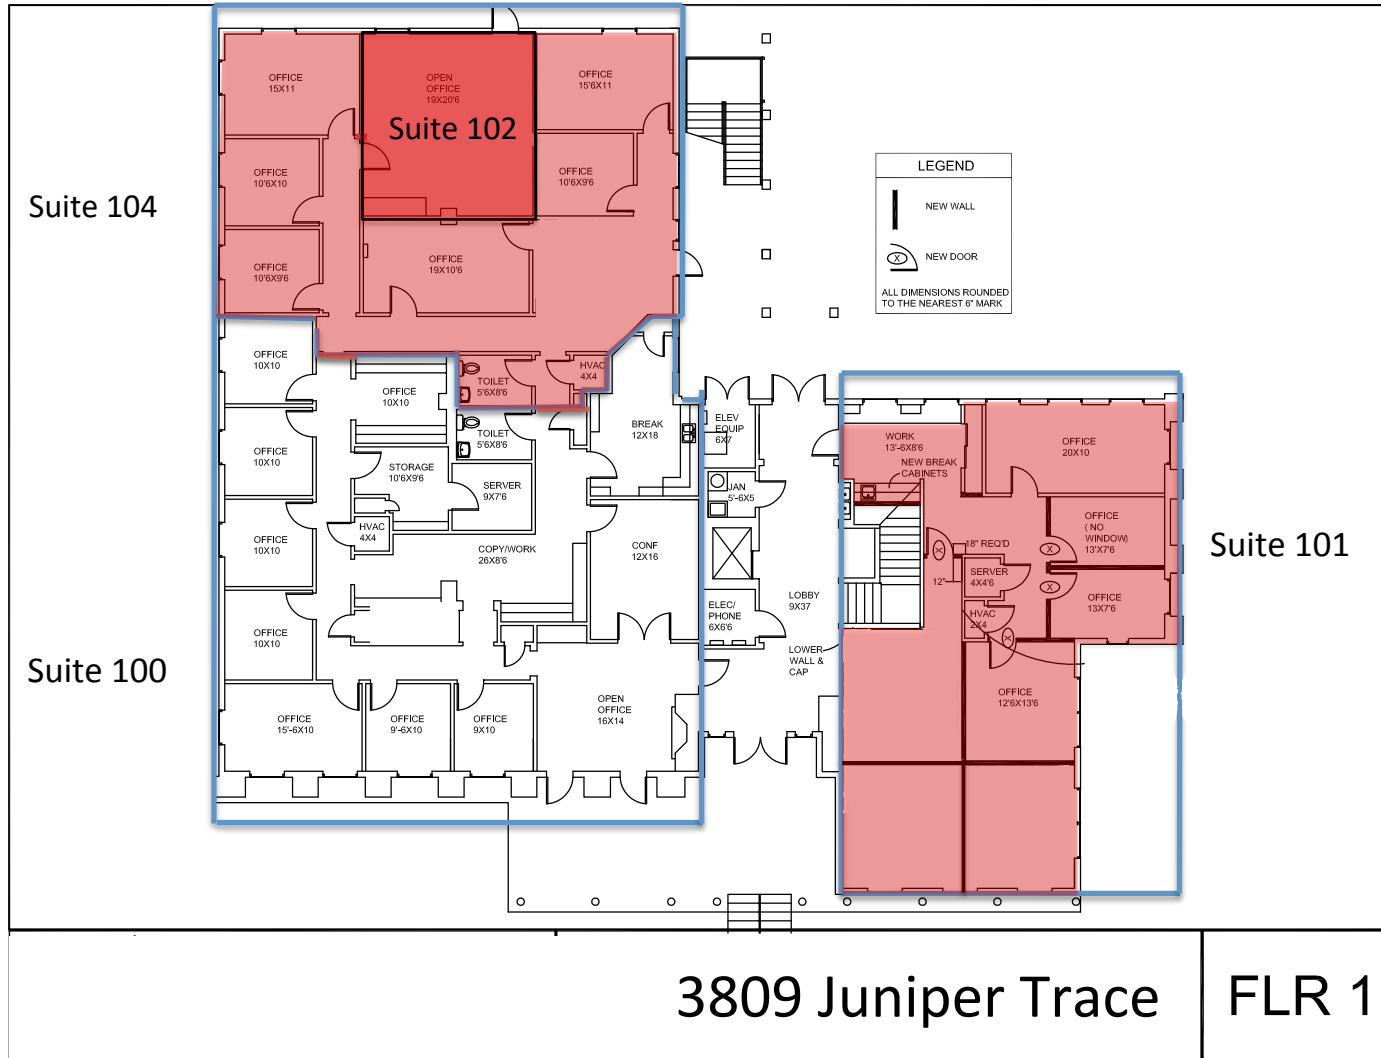 OFFICE
15X11
OPEN
OFFICE
19X20'6
OFFICE
15'6X11
Suite 102
LEGEND
NEW WALL
X
NEW DOOR
ALL DIMENSIONS ROUNDED
TO THE NEAREST 6" MARK
OFFICE
10'6X10
OFFICE
10'6X9'6
Suite 104
OFFICE
10'6X9'6
OFFICE
19X10'6
OFFICE
10X10
OFFICE
10X10
TOILET
5'6X8'6
HVAC
4X4
BREAK
12X18
ELEV
EQUIP
6X7
TOILET
5'6X8'6
OFFICE
10X10
STORAGE
10'6X9'6
SERVER
9X7'6
JAN
5'-6X5
HVAC
4X4
OFFICE
10X10
COPY/WORK
26X8'6
CONF
12X16
ELEC/
PHONE
6X6'6
LOBBY
9X37
OFFICE
10X10
LOWER
WALL &
CAP
Suite 100
OFFICE
15'-6X10
OFFICE
9'-6X10
OFFICE
9X10
OPEN
OFFICE
16X14
WORK
13'-6X8'6
NEW BREAK
CABINETS
OFFICE
20X10
OFFICE
( NO
WINDOW)
13'X7'6
18" REQ'D
X
X
12"
SERVER
4X4'6
X
OFFICE
13X7'6
HVAC
2X4
X
OFFICE
12'6X13'6
Suite 101
3809 Juniper Trace
FLR 1